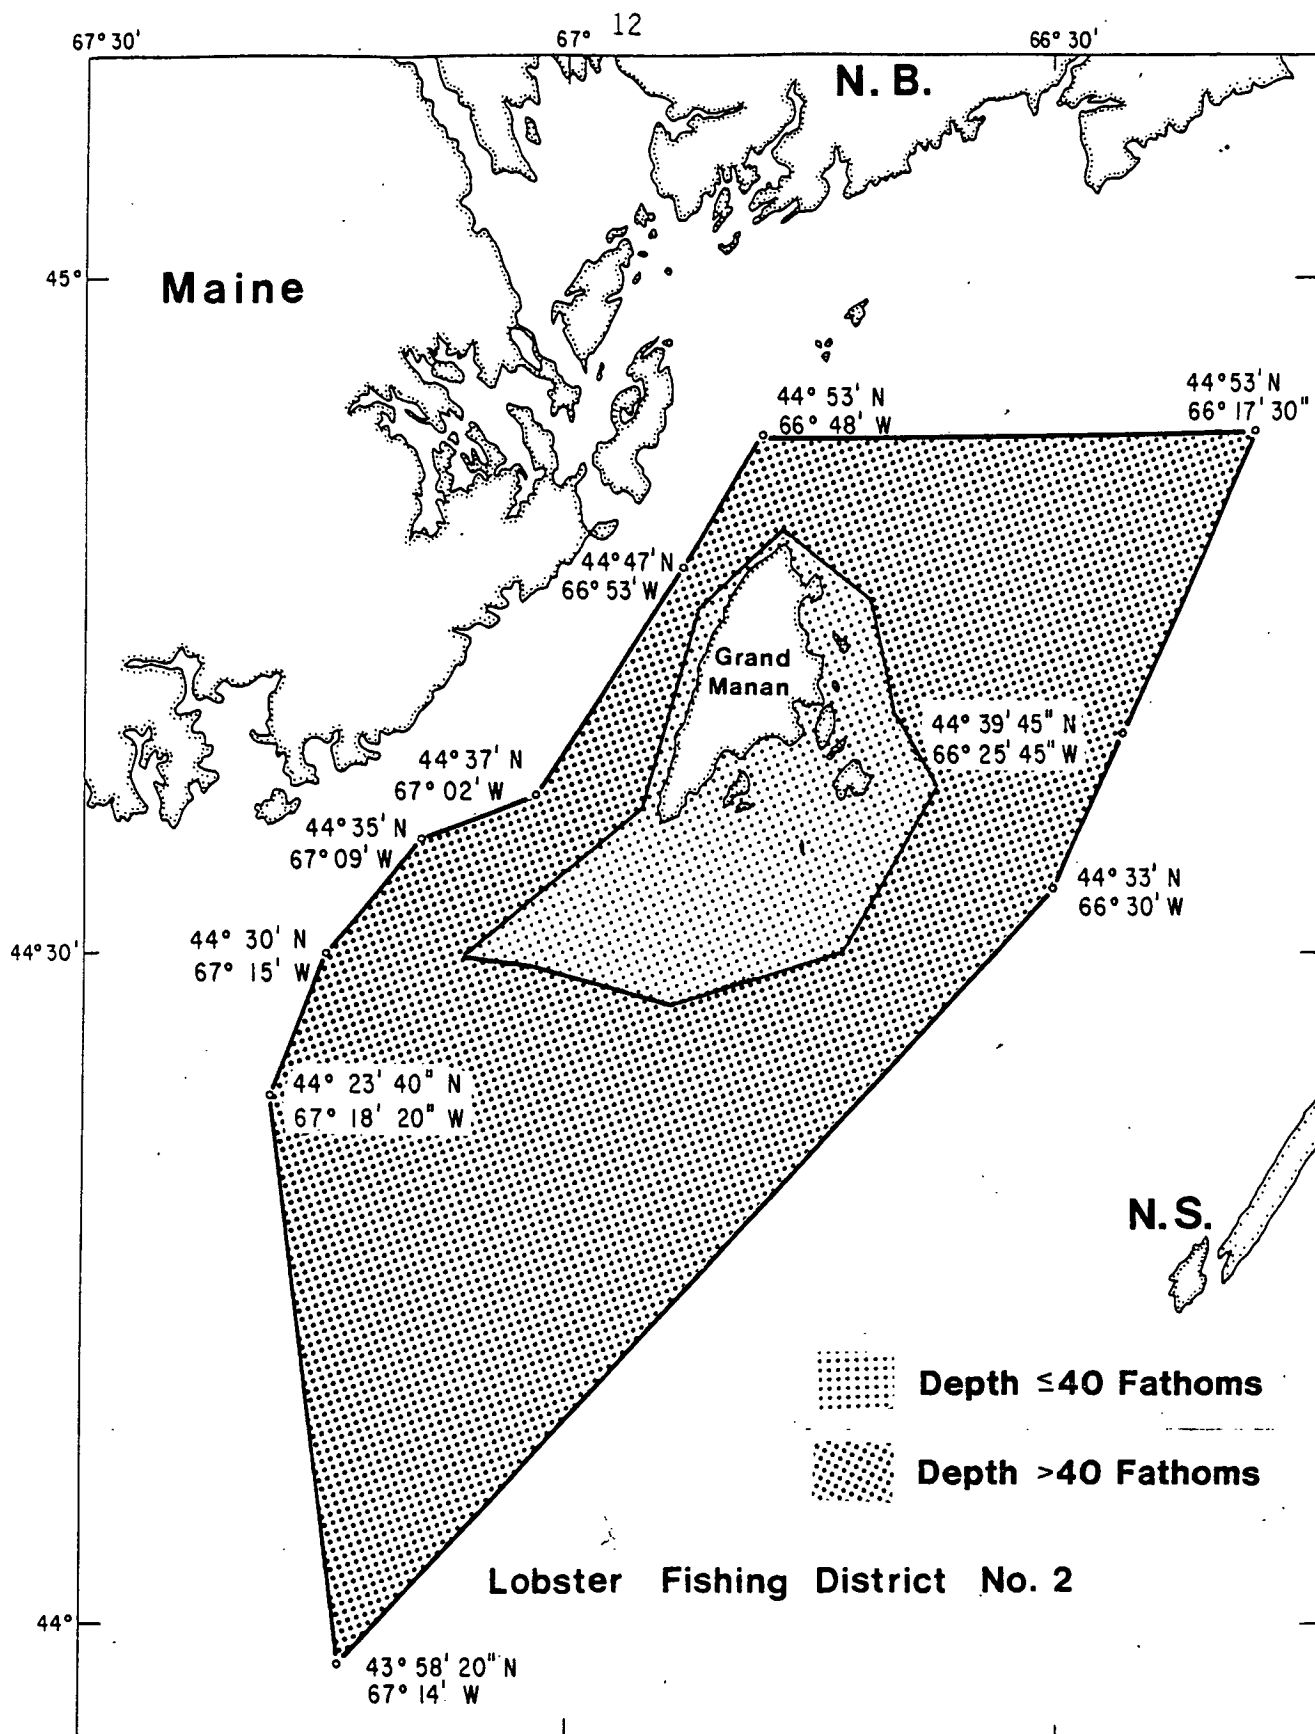 12
67° 30'
67°
66° 30'
N. B.
45°
Maine
44° 53' N
66° 48' W
44° 53' N
66° 17' 30"
44° 47' N
66° 53' W
Grand
Manan
44° 39' 45" N
66° 25' 45" W
44° 37' N
67° 02' W
44° 35' N
67° 09' W
44° 33' N
66° 30' W
44° 30'
44° 30' N
67° 15' W
44° 23' 40" N
67° 18' 20" W
N.S.
Depth ≤40 Fathoms
Depth >40 Fathoms
Lobster Fishing District No. 2
44°
43° 58' 20" N
67° 14' W